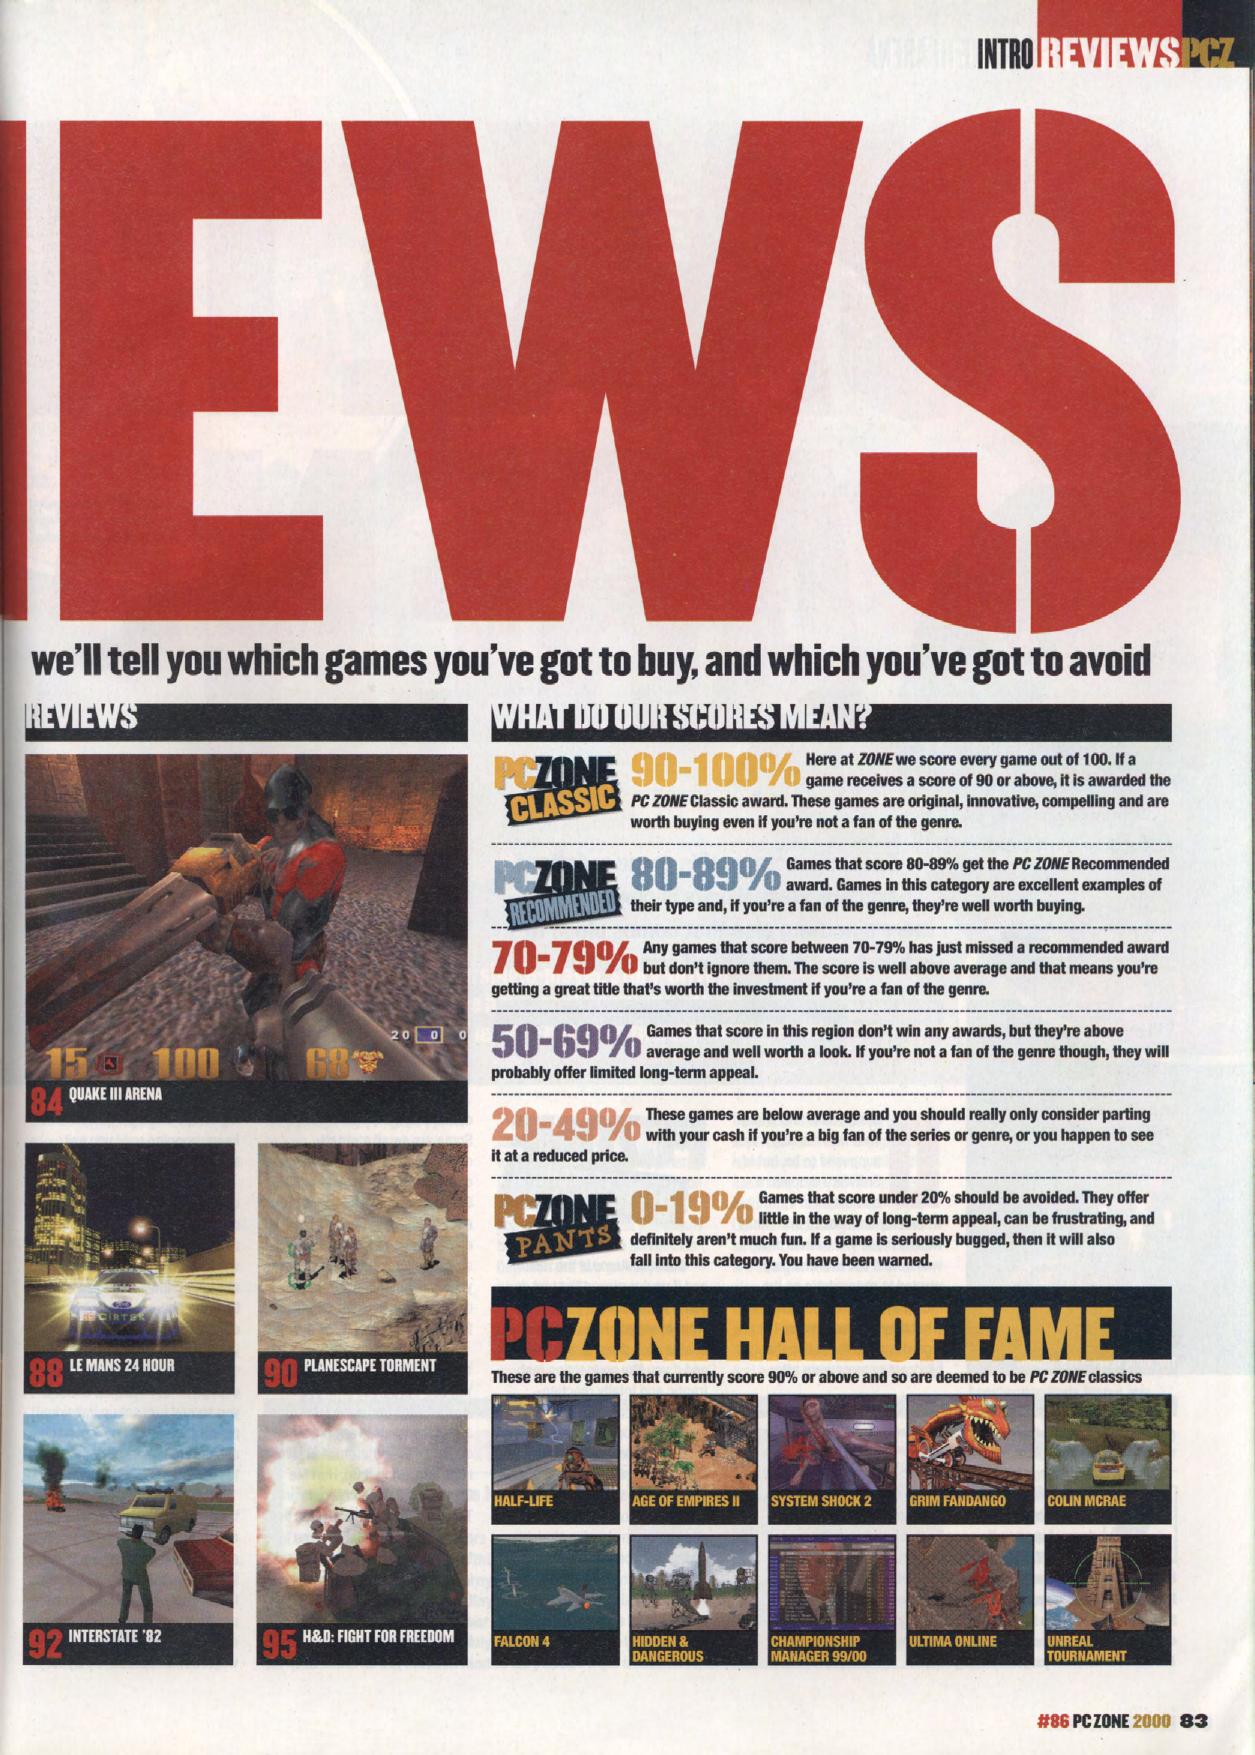 INTRO REVIEWS PCZ
IEWS
we'll tell you which games you've got to buy, and which you've got to avoid
REVIEWS
20 0 0
15 100 68
84 QUAKE III ARENA
CIRTEK
88 LE MANS 24 HOUR
90 PLANESCAPE TORMENT
92 INTERSTATE '82
95 H&D: FIGHT FOR FREEDOM
WHAT DO OUR SCORES MEAN?
PCZONE
CLASSIC
90-100% Here at ZONE we score every game out of 100. If a
game receives a score of 90 or above, it is awarded the
PC ZONE Classic award. These games are original, innovative, compelling and are
worth buying even if you're not a fan of the genre.
PCZONE
RECOMMENDED
80-89% Games that score 80-89% get the PC ZONE Recommended
award. Games in this category are excellent examples of
their type and, if you're a fan of the genre, they're well worth buying.
70-79% Any games that score between 70-79% has just missed a recommended award
but don't ignore them. The score is well above average and that means you're
getting a great title that's worth the investment if you're a fan of the genre.
50-69% Games that score in this region don't win any awards, but they're above
average and well worth a look. If you're not a fan of the genre though, they will
probably offer limited long-term appeal.
20-49% These games are below average and you should really only consider parting
with your cash if you're a big fan of the series or genre, or you happen to see
it at a reduced price.
PCZONE
PANTS
0-19% Games that score under 20% should be avoided. They offer
little in the way of long-term appeal, can be frustrating, and
definitely aren't much fun. If a game is seriously bugged, then it will also
fall into this category. You have been warned.
PCZONE HALL OF FAME
These are the games that currently score 90% or above and so are deemed to be PC ZONE classics
HALF-LIFE
AGE OF EMPIRES II
SYSTEM SHOCK 2
GRIM FANDANGO
COLIN MCRAE
FALCON 4
HIDDEN &
DANGEROUS
CHAMPIONSHIP
MANAGER 99/00
ULTIMA ONLINE
UNREAL
TOURNAMENT
#86 PC ZONE 2000 83